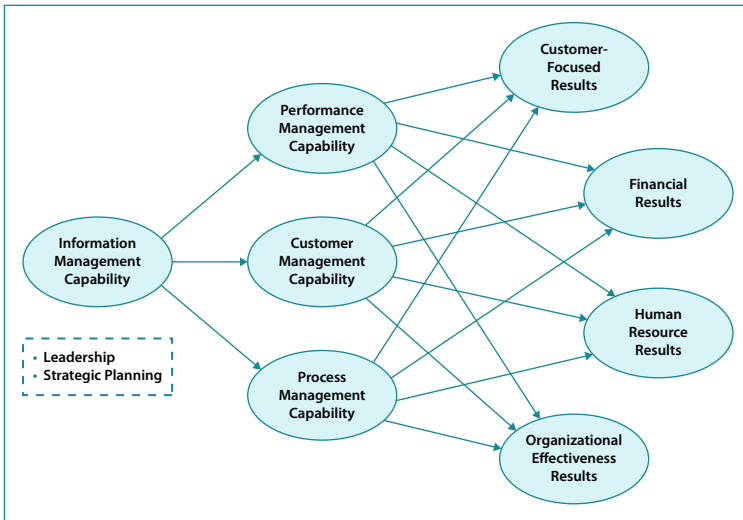 Customer-
Focused
Results
Performance
Management
Capability
Financial
Results
Information
Management
Capability
Customer
Management
Capability
Human
Resource
Results
• Leadership
• Strategic Planning
Process
Management
Capability
Organizational
Effectiveness
Results